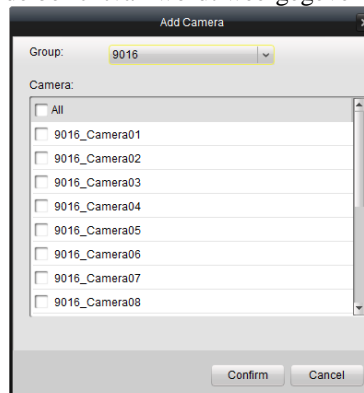 Add Camera
Group: 9016
Camera:
All
9016_Camera01
9016_Camera02
9016_Camera03
9016_Camera04
9016_Camera05
9016_Camera06
9016_Camera07
9016_Camera08
Confirm Cancel